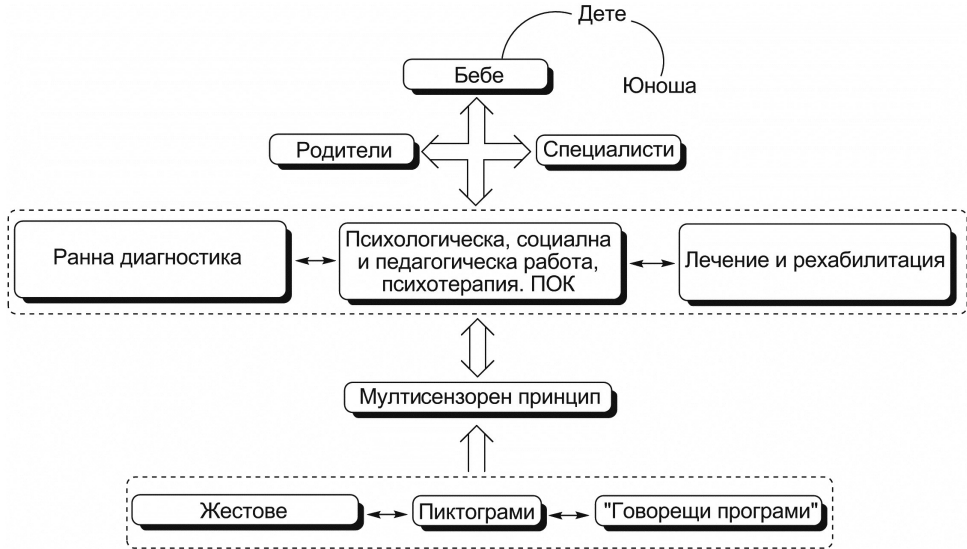 Дете
Бебе
Юноша
Родители
Специалисти
Ранна диагностика
Психологическа, социална
и педагогическа работа,
психотерапия. ПОК
Лечение и рехабилитация
Мултисензорен принцип
Жестове
Пиктограми
"Говорещи програми"